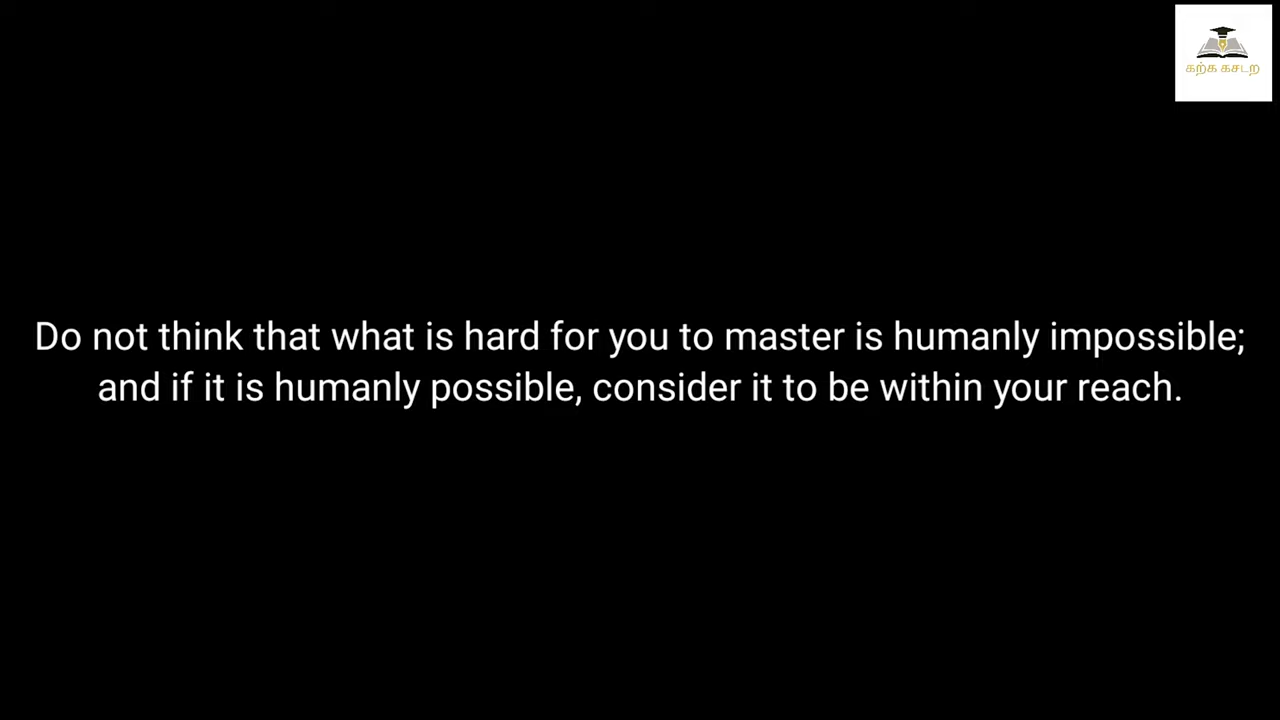 கற்க கசடற
Do not think that what is hard for you to master is humanly impossible;
and if it is humanly possible, consider it to be within your reach.